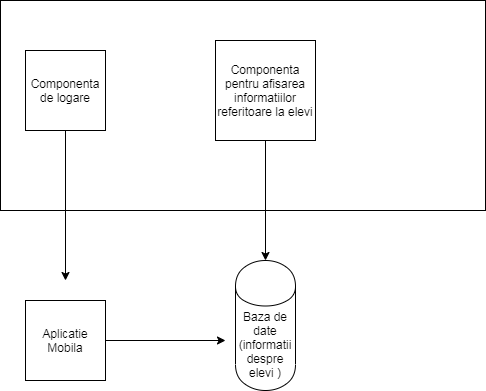 Componenta
de logare
Componenta
pentru afisarea
informatiilor
referitoare la elevi
Aplicatie
Mobila
Baza de
date
(informatii
despre
elevi )